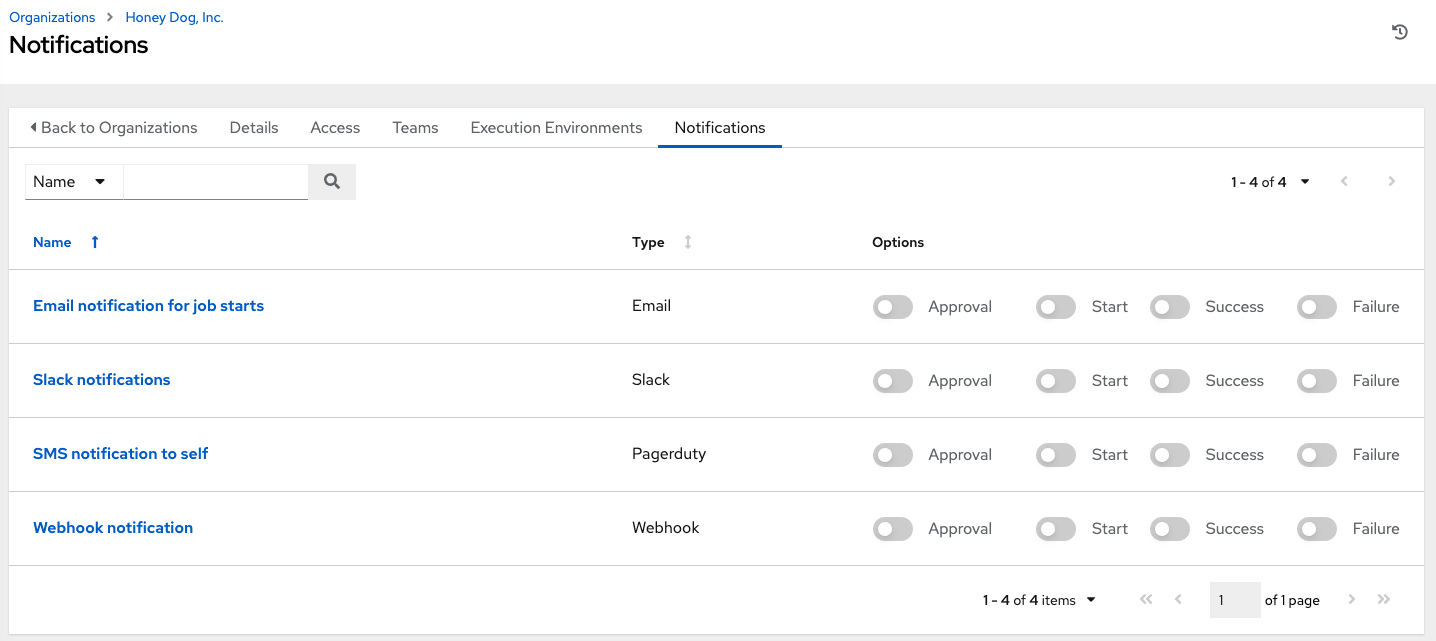 Organizations > Honey Dog, Inc.
Notifications
Back to Organizations Details Access Teams Execution Environments Notifications
Name 1 - 4 of 4
Name Type Options
Email notification for job starts Email Approval Start Success Failure
Slack notifications Slack Approval Start Success Failure
SMS notification to self Pagerduty Approval Start Success Failure
Webhook notification Webhook Approval Start Success Failure
1 - 4 of 4 items 1 of 1 page